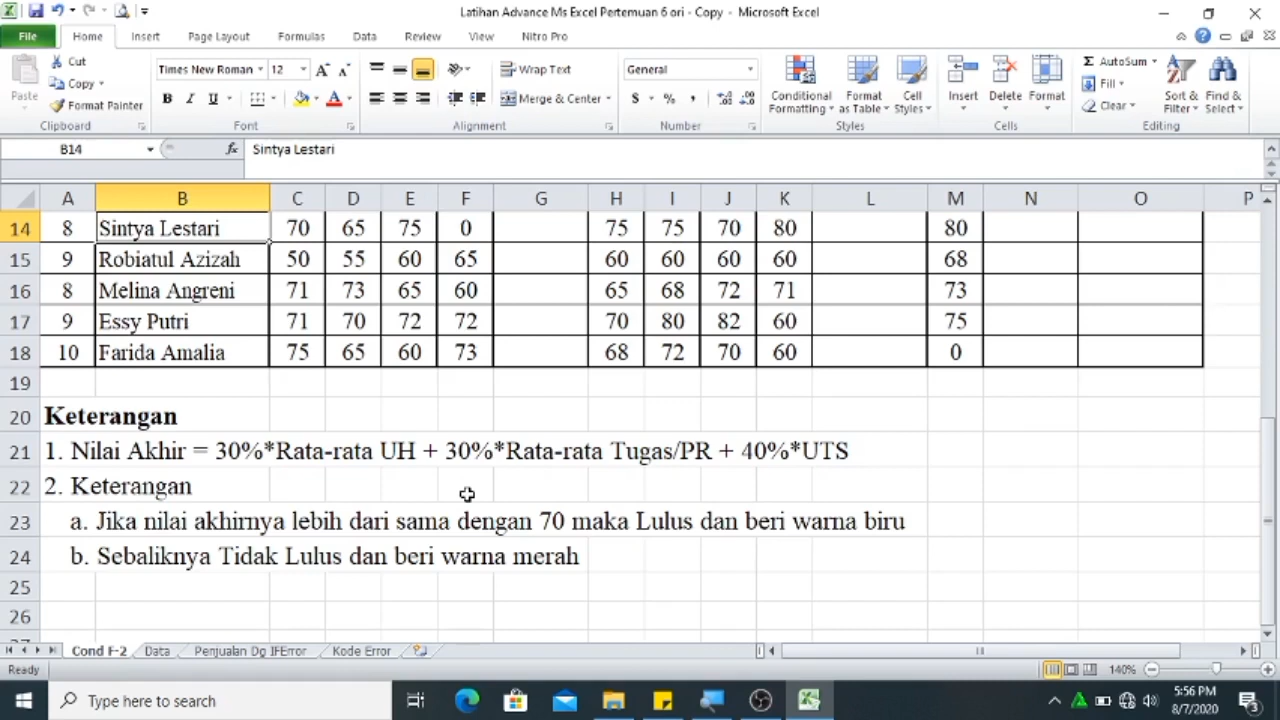 Latihan Advance Ms Excel Pertemuan 6 ori - Copy - Microsoft Excel
File Home Insert Page Layout Formulas Data Review View Nitro Pro
Paste Cut Copy Format Painter Clipboard
Times New Roman 12 B I U A Font
Wrap Text Merge & Center Alignment
General $ % , Number
Conditional Formatting Format as Table Cell Styles Styles
Insert Delete Format Cells
Σ AutoSum Fill Clear Sort & Filter Find & Select Editing
B14 fx Sintya Lestari
A B C D E F G H I J K L M N O P
14 8 Sintya Lestari 70 65 75 0 75 75 70 80 80
15 9 Robiatul Azizah 50 55 60 65 60 60 60 60 68
16 8 Melina Angreni 71 73 65 60 65 68 72 71 73
17 9 Essy Putri 71 70 72 72 70 80 82 60 75
18 10 Farida Amalia 75 65 60 73 68 72 70 60 0
19
20 Keterangan
21 1. Nilai Akhir = 30%*Rata-rata UH + 30%*Rata-rata Tugas/PR + 40%*UTS
22 2. Keterangan
23 a. Jika nilai akhirnya lebih dari sama dengan 70 maka Lulus dan beri warna biru
24 b. Sebaliknya Tidak Lulus dan beri warna merah
25
26
Cond F-2 Data Penjualan Dg IFError Kode Error
Ready 140%
Type here to search 5:56 PM
8/7/2020